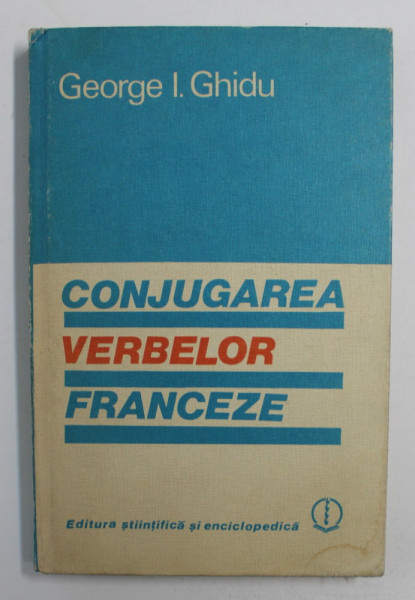 George I. Ghidu
CONJUGAREA
VERBELOR
FRANCEZE
Editura științifică și enciclopedică